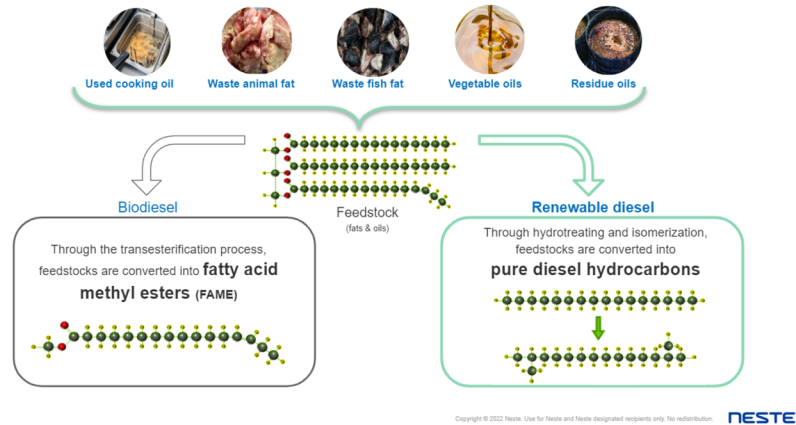 Used cooking oil
Waste animal fat
Waste fish fat
Vegetable oils
Residue oils
Feedstock
(fats & oils)
Biodiesel
Through the transesterification process,
feedstocks are converted into fatty acid
methyl esters (FAME)
Renewable diesel
Through hydrotreating and isomerization,
feedstocks are converted into
pure diesel hydrocarbons
Copyright © 2022 Neste. Use for Neste and Neste designated recipients only. No redistribution.
NESTE